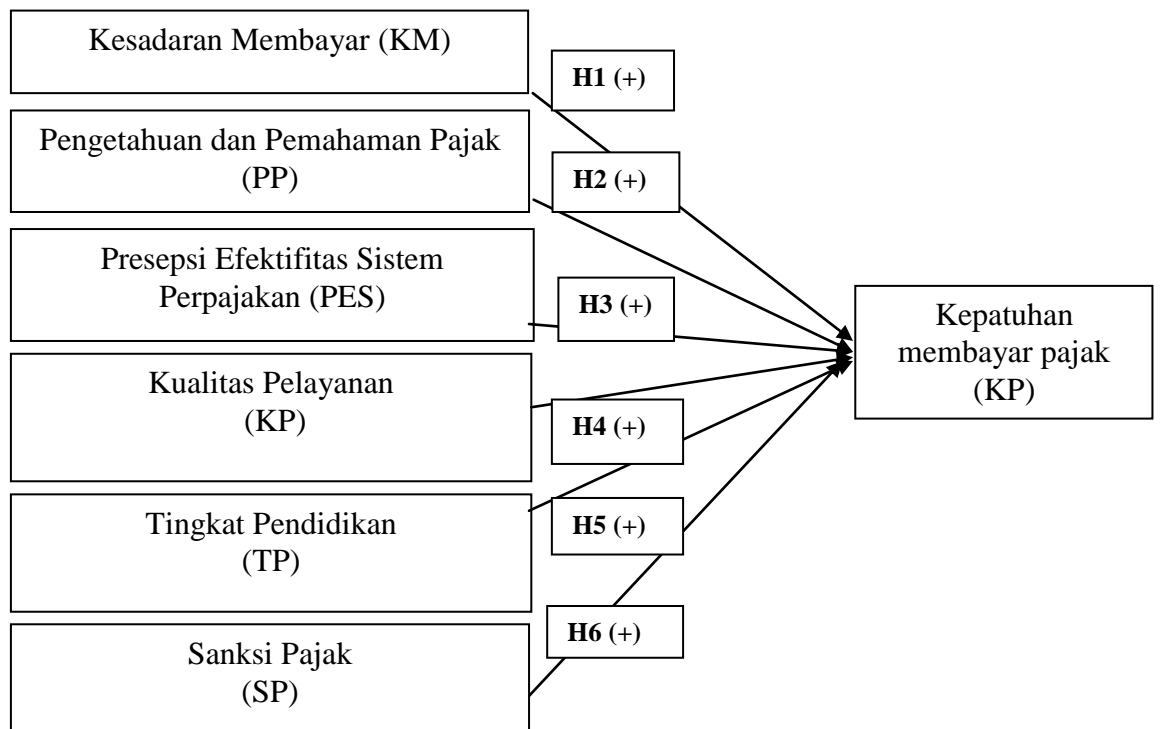 Kesadaran Membayar (KM)
H1 (+)
Pengetahuan dan Pemahaman Pajak
(PP)
H2 (+)
Presepsi Efektifitas Sistem
Perpajakan (PES)
H3 (+)
Kualitas Pelayanan
(KP)
H4 (+)
Tingkat Pendidikan
(TP)
H5 (+)
Sanksi Pajak
(SP)
H6 (+)
Kepatuhan
membayar pajak
(KP)